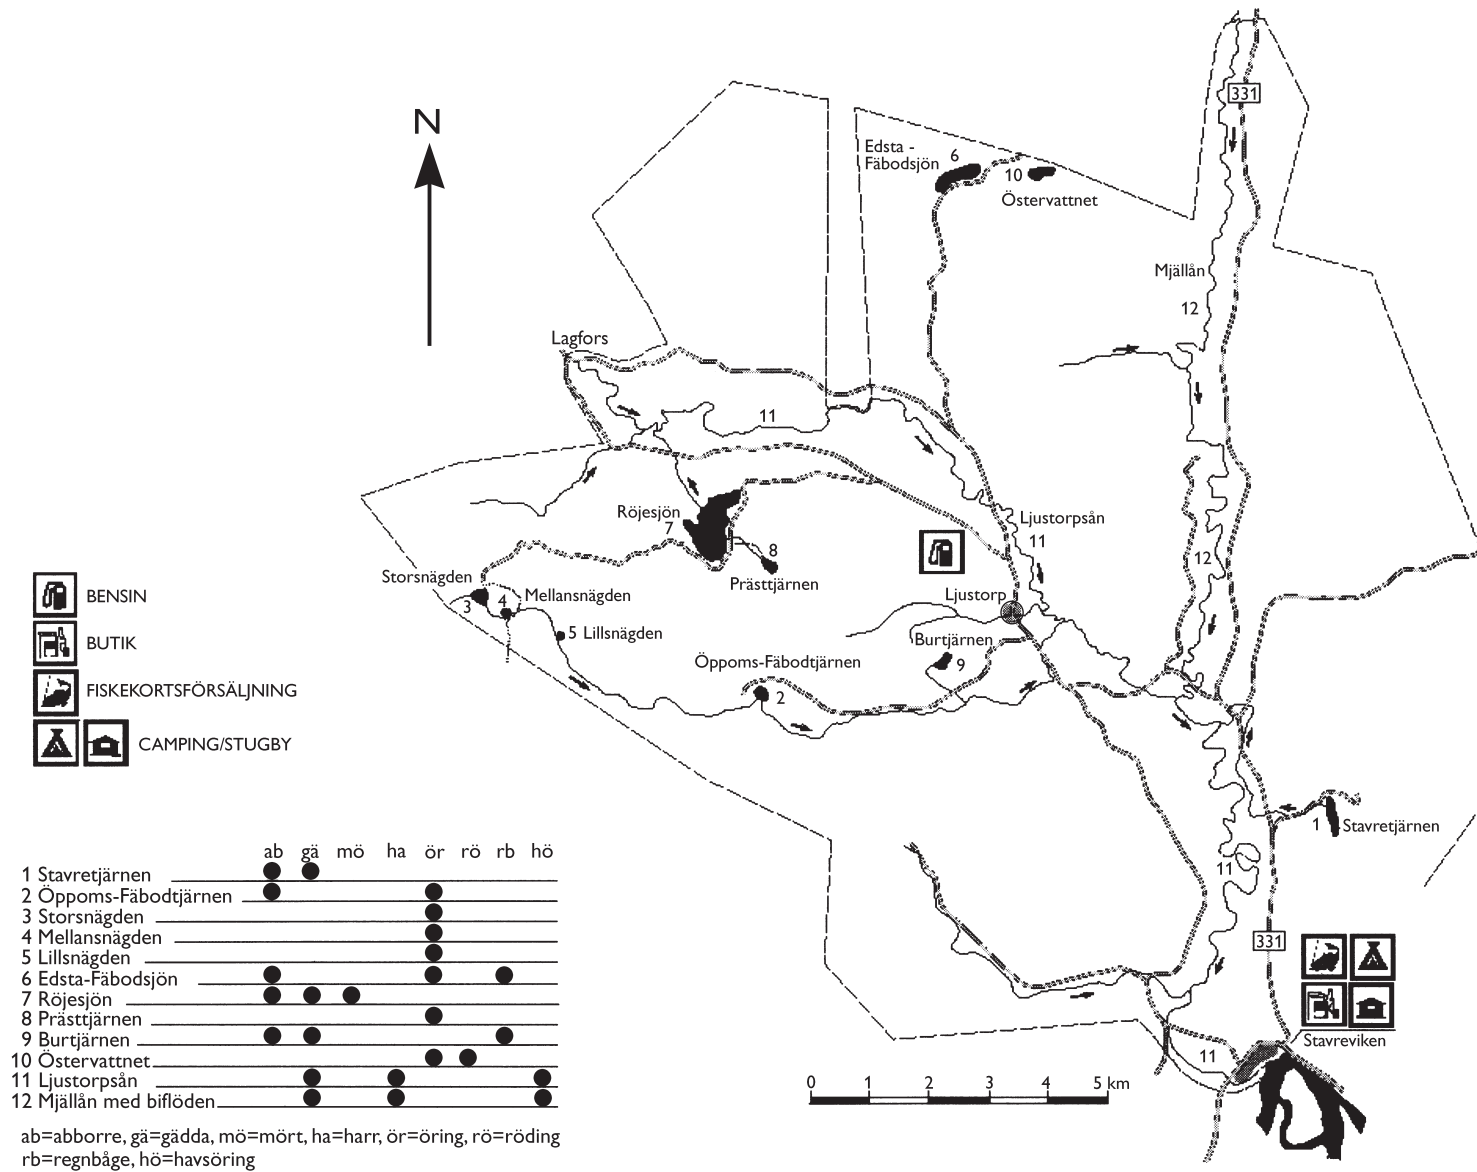 N
331
Edsta -
Fäbodsjön
6
10
Östervattnet
Mjällån
12
Lagfors
11
Röjesjön
7
Ljustorpsån
11
8
Prästtjärnen
12
Storsnägden
3
4
Mellansnägden
5 Lillsnägden
Ljustorp
Burtjärnen
9
Öppoms-Fäbodtjärnen
2
BENSIN
BUTIK
FISKEKORTSFÖRSÄLJNING
CAMPING/STUGBY
1
Stavretjärnen
11
331
Stavreviken
11
0 1 2 3 4 5 km
ab gä mö ha ör rö rb hö
1 Stavretjärnen
2 Öppoms-Fäbodtjärnen
3 Storsnägden
4 Mellansnägden
5 Lillsnägden
6 Edsta-Fäbodsjön
7 Röjesjön
8 Prästtjärnen
9 Burtjärnen
10 Östervattnet
11 Ljustorpsån
12 Mjällån med biflöden
ab=abborre, gä=gädda, mö=mört, ha=harr, ör=öring, rö=röding
rb=regnbåge, hö=havsöring